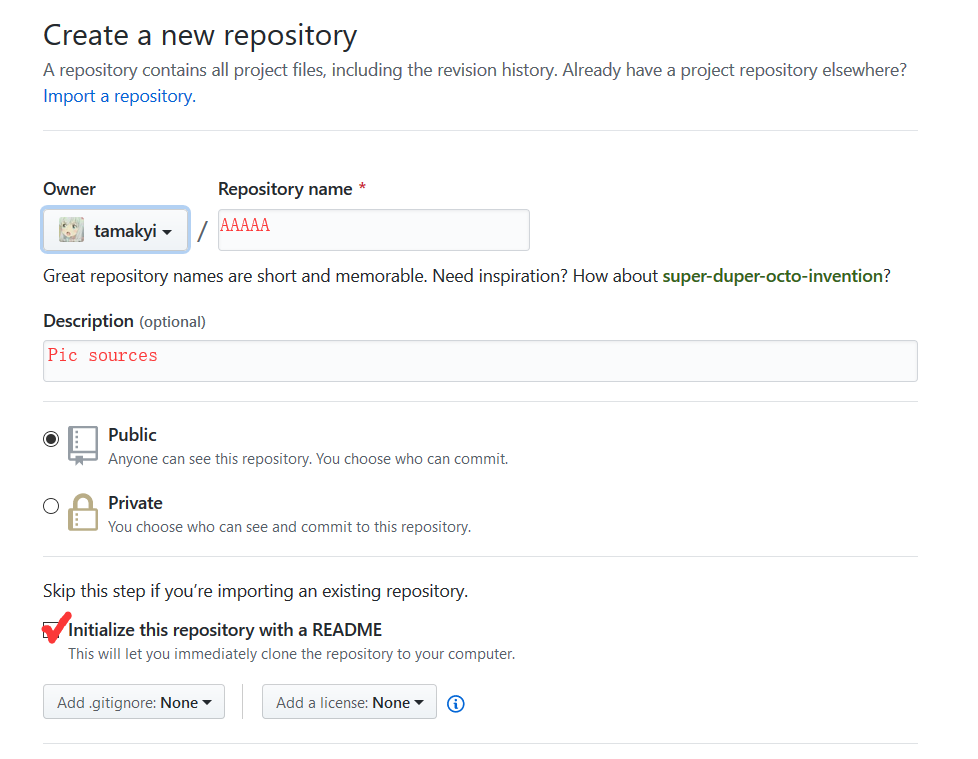 Create a new repository
A repository contains all project files, including the revision history. Already have a project repository elsewhere?
Import a repository.
Owner
Repository name *
tamakyi
/
AAAAA
Great repository names are short and memorable. Need inspiration? How about super-duper-octo-invention?
Description (optional)
Pic sources
Public
Anyone can see this repository. You choose who can commit.
Private
You choose who can see and commit to this repository.
Skip this step if you’re importing an existing repository.
Initialize this repository with a README
This will let you immediately clone the repository to your computer.
Add .gitignore: None
Add a license: None